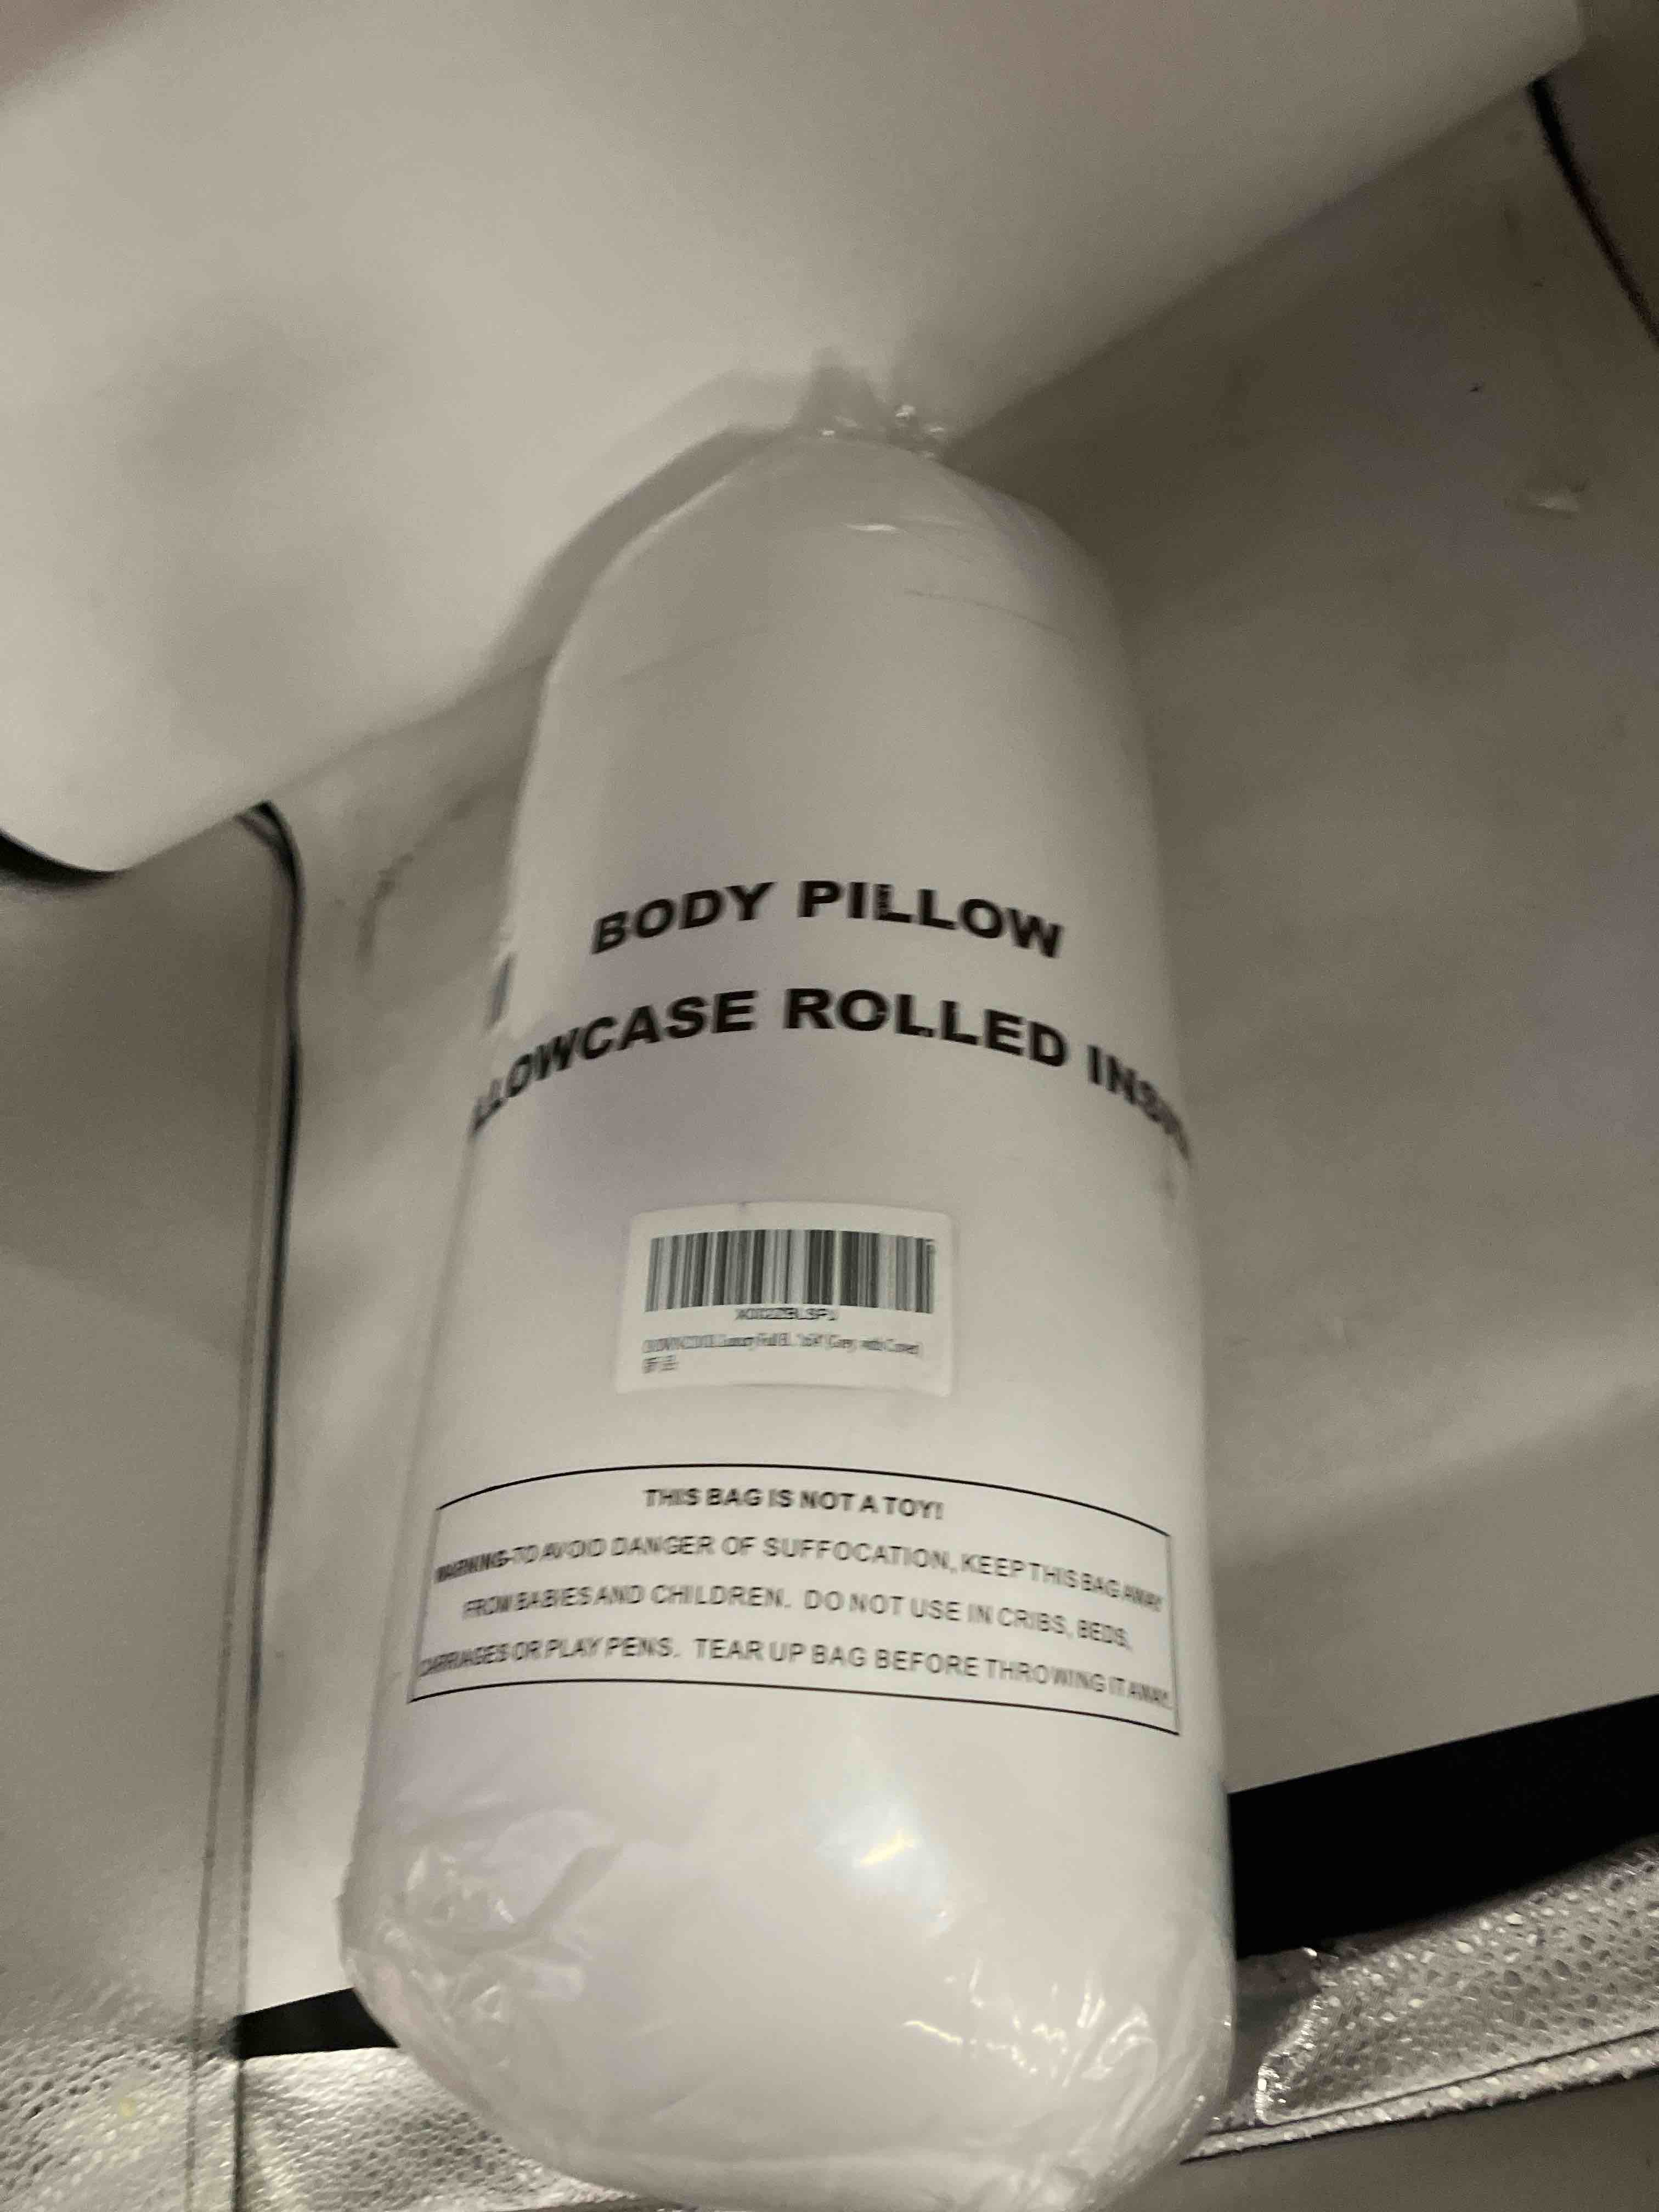 BODY PILLOW
LLOWCASE ROLLED INSI
THIS BAG IS NOT A TOY!
WARNING-TO AVOID DANGER OF SUFFOCATION, KEEP THIS BAG AWAY
FROM BABIES AND CHILDREN. DO NOT USE IN CRIBS, BEDS,
CARRIAGES OR PLAY PENS. TEAR UP BAG BEFORE THROWING IT AWAY.